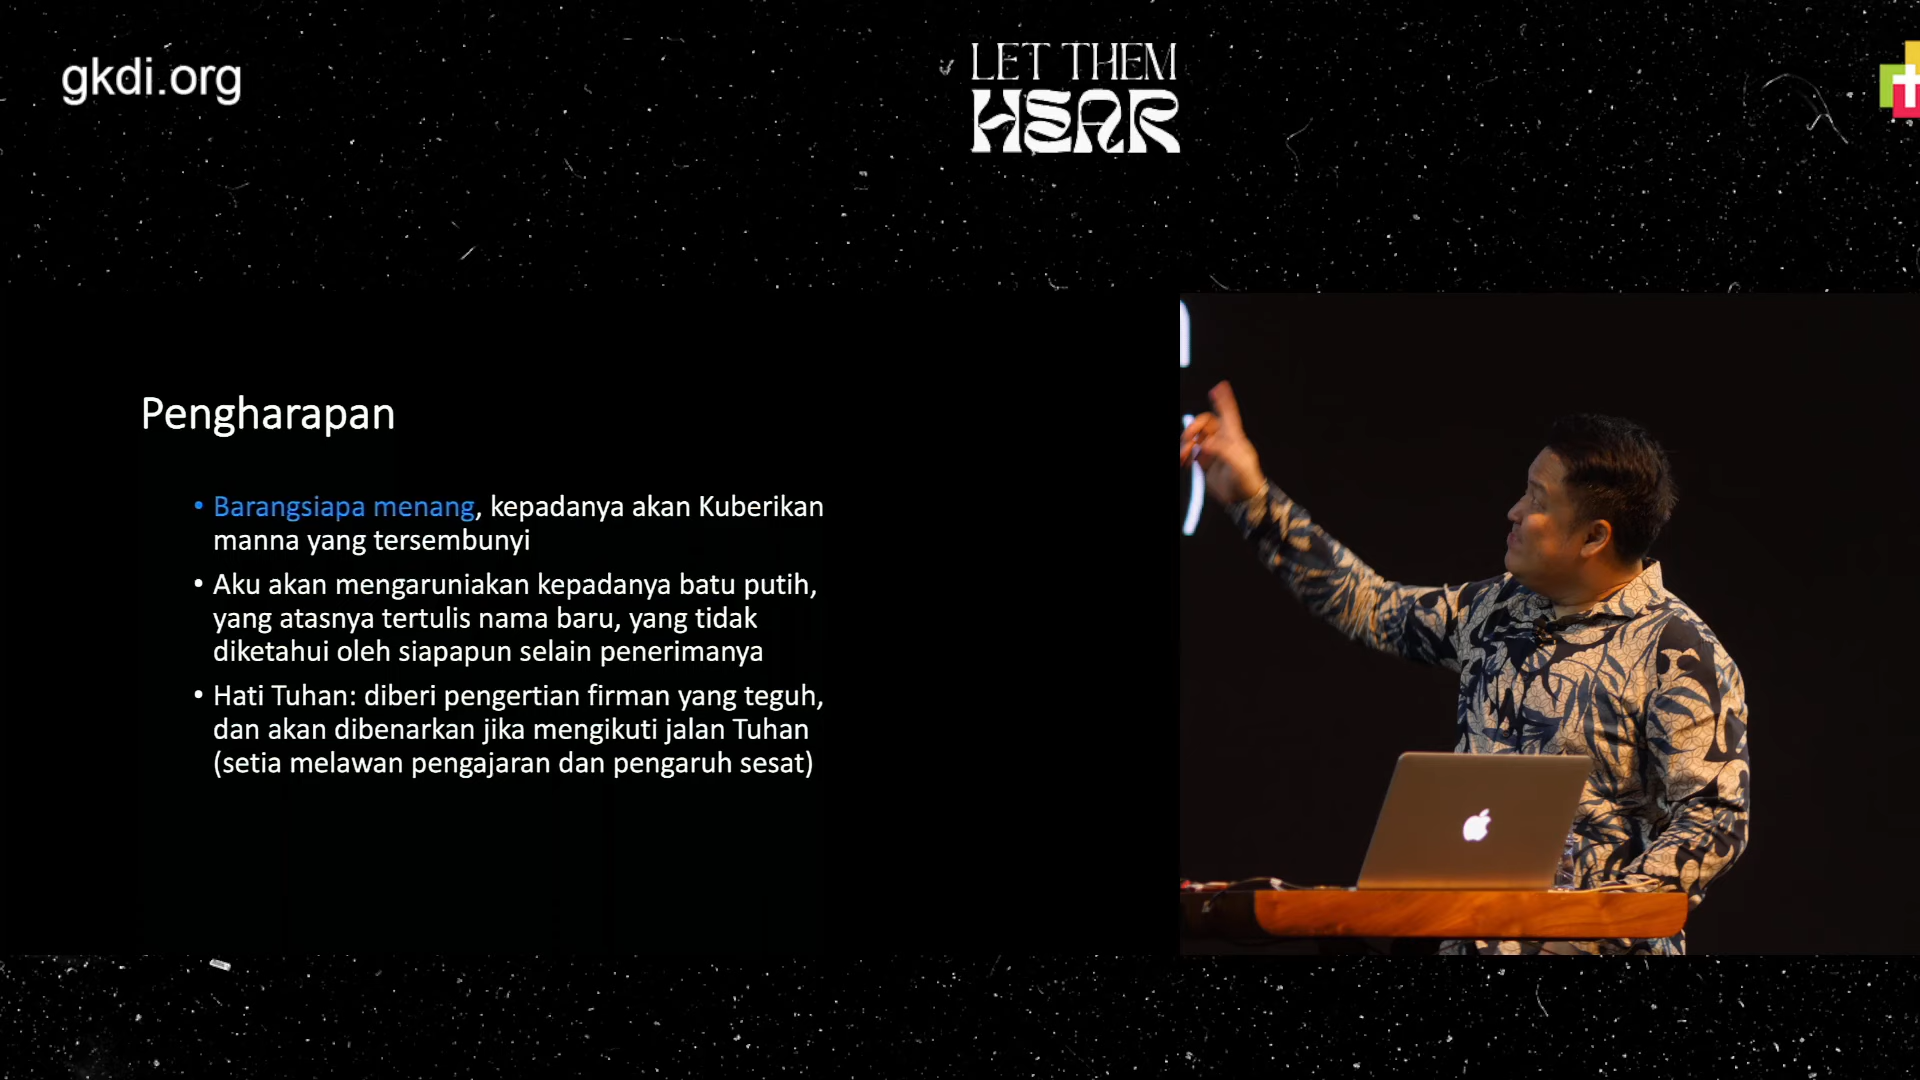 gkdi.org
LET THEM
HEAR
Pengharapan
• Barangsiapa menang, kepadanya akan Kuberikan
manna yang tersembunyi
• Aku akan mengaruniakan kepadanya batu putih,
yang atasnya tertulis nama baru, yang tidak
diketahui oleh siapapun selain penerimanya
• Hati Tuhan: diberi pengertian firman yang teguh,
dan akan dibenarkan jika mengikuti jalan Tuhan
(setia melawan pengajaran dan pengaruh sesat)